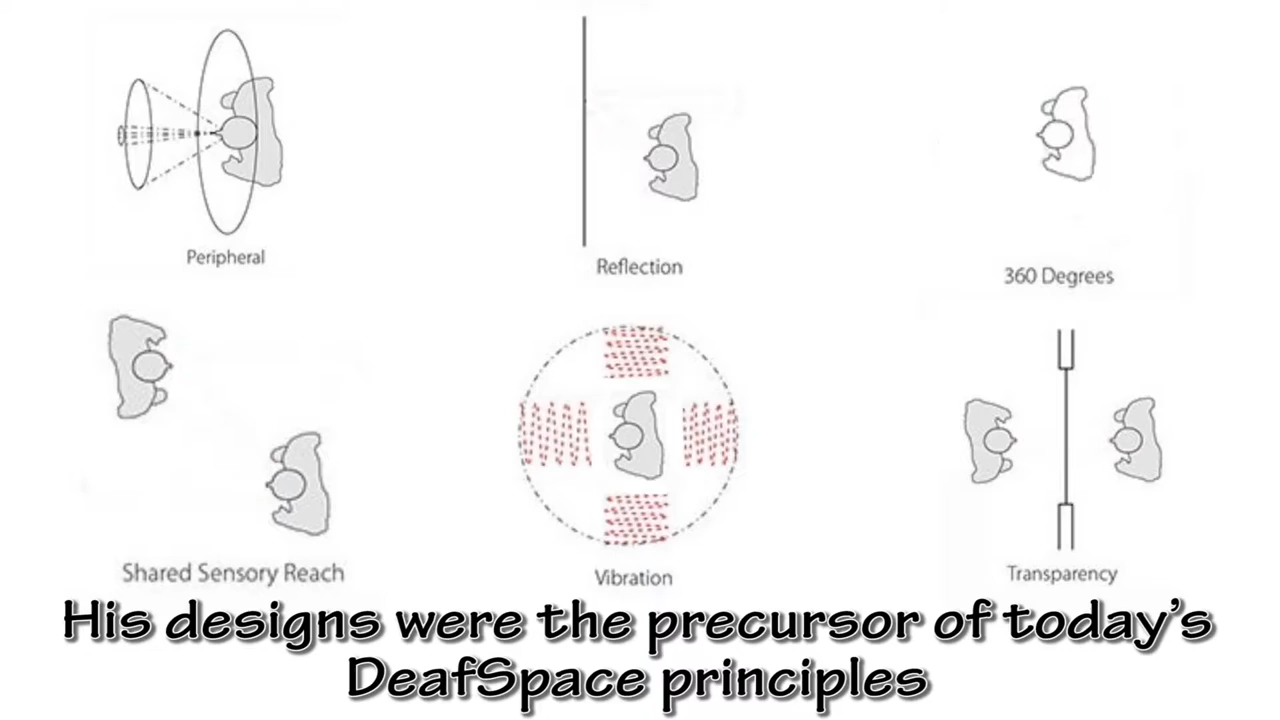 Peripheral
Reflection
360 Degrees
Shared Sensory Reach
Vibration
Transparency
His designs were the precursor of today's
DeafSpace principles